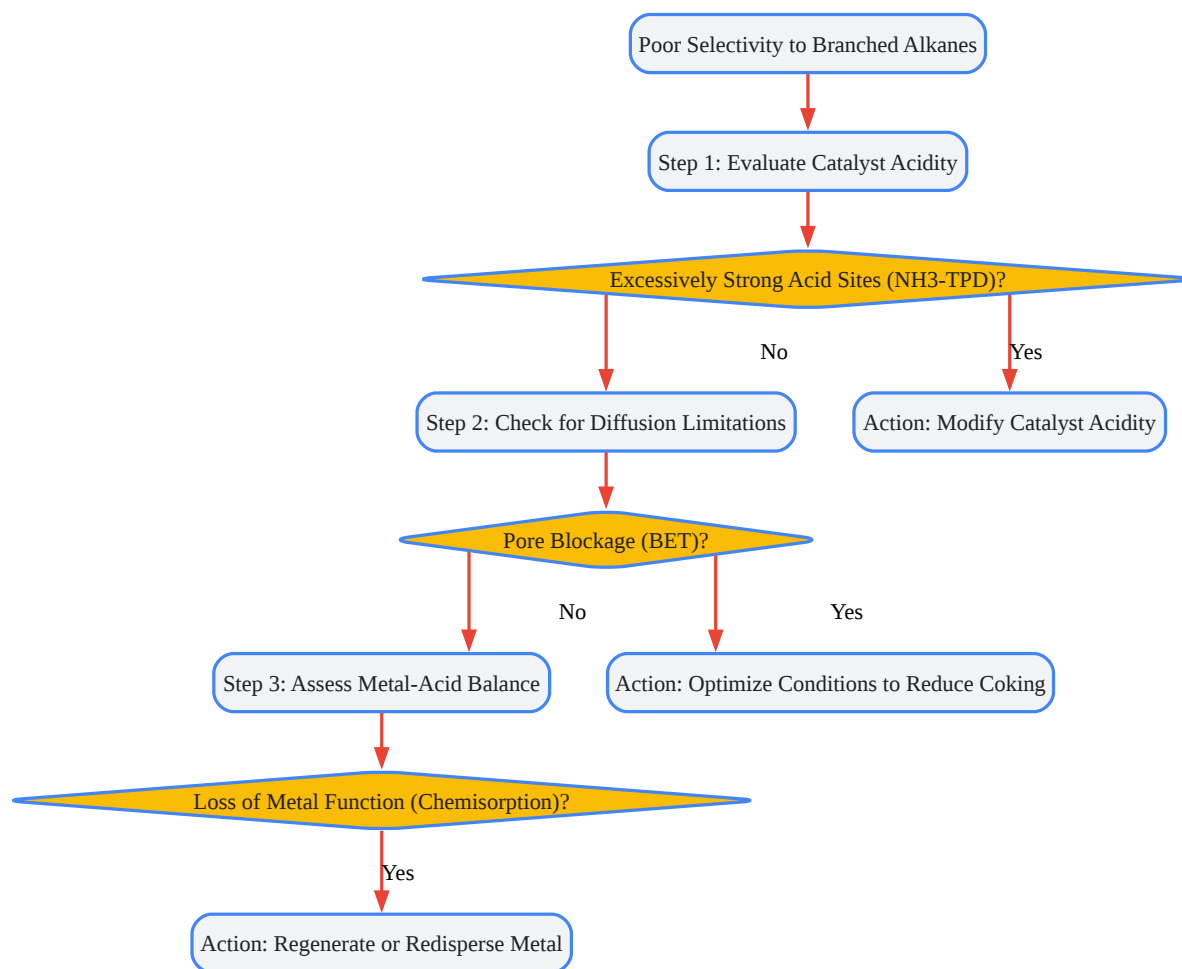 Poor Selectivity to Branched Alkanes
Step 1: Evaluate Catalyst Acidity
Excessively Strong Acid Sites (NH3-TPD)?
No
Yes
Step 2: Check for Diffusion Limitations
Action: Modify Catalyst Acidity
Pore Blockage (BET)?
No
Yes
Step 3: Assess Metal-Acid Balance
Action: Optimize Conditions to Reduce Coking
Loss of Metal Function (Chemisorption)?
Yes
Action: Regenerate or Redisperse Metal